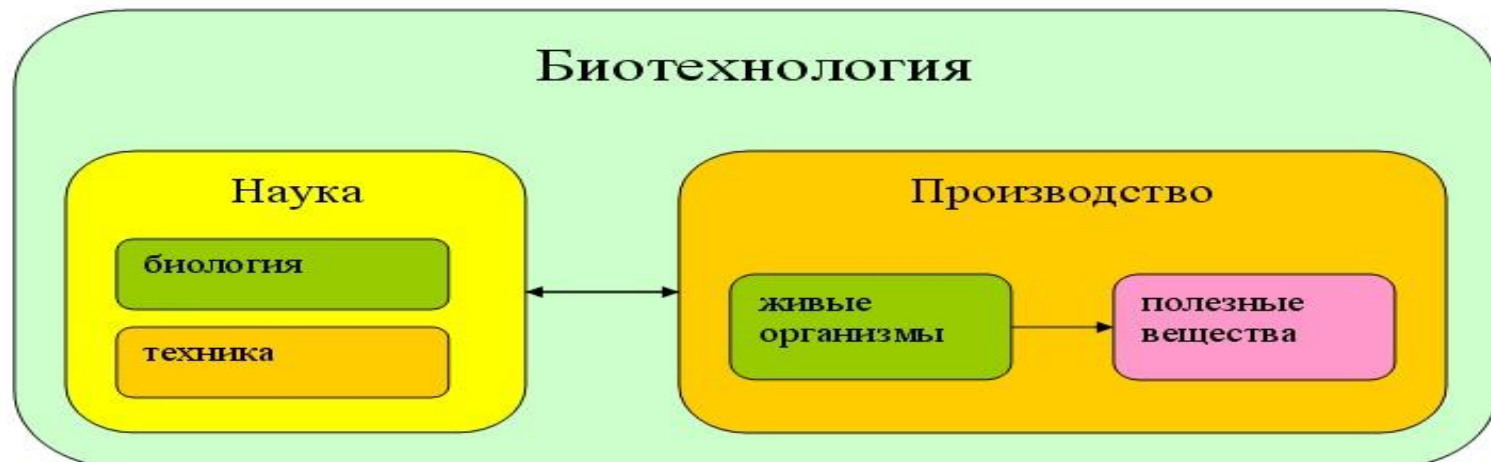 Биотехнология
Наука
биология
техника
Производство
живые
организмы
полезные
вещества